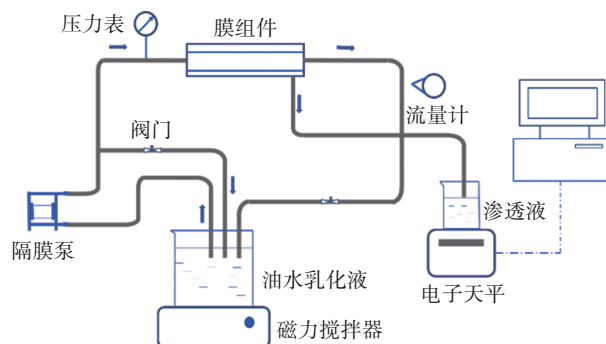 压力表
膜组件
流量计
阀门
渗透液
隔膜泵
油水乳化液
电子天平
磁力搅拌器